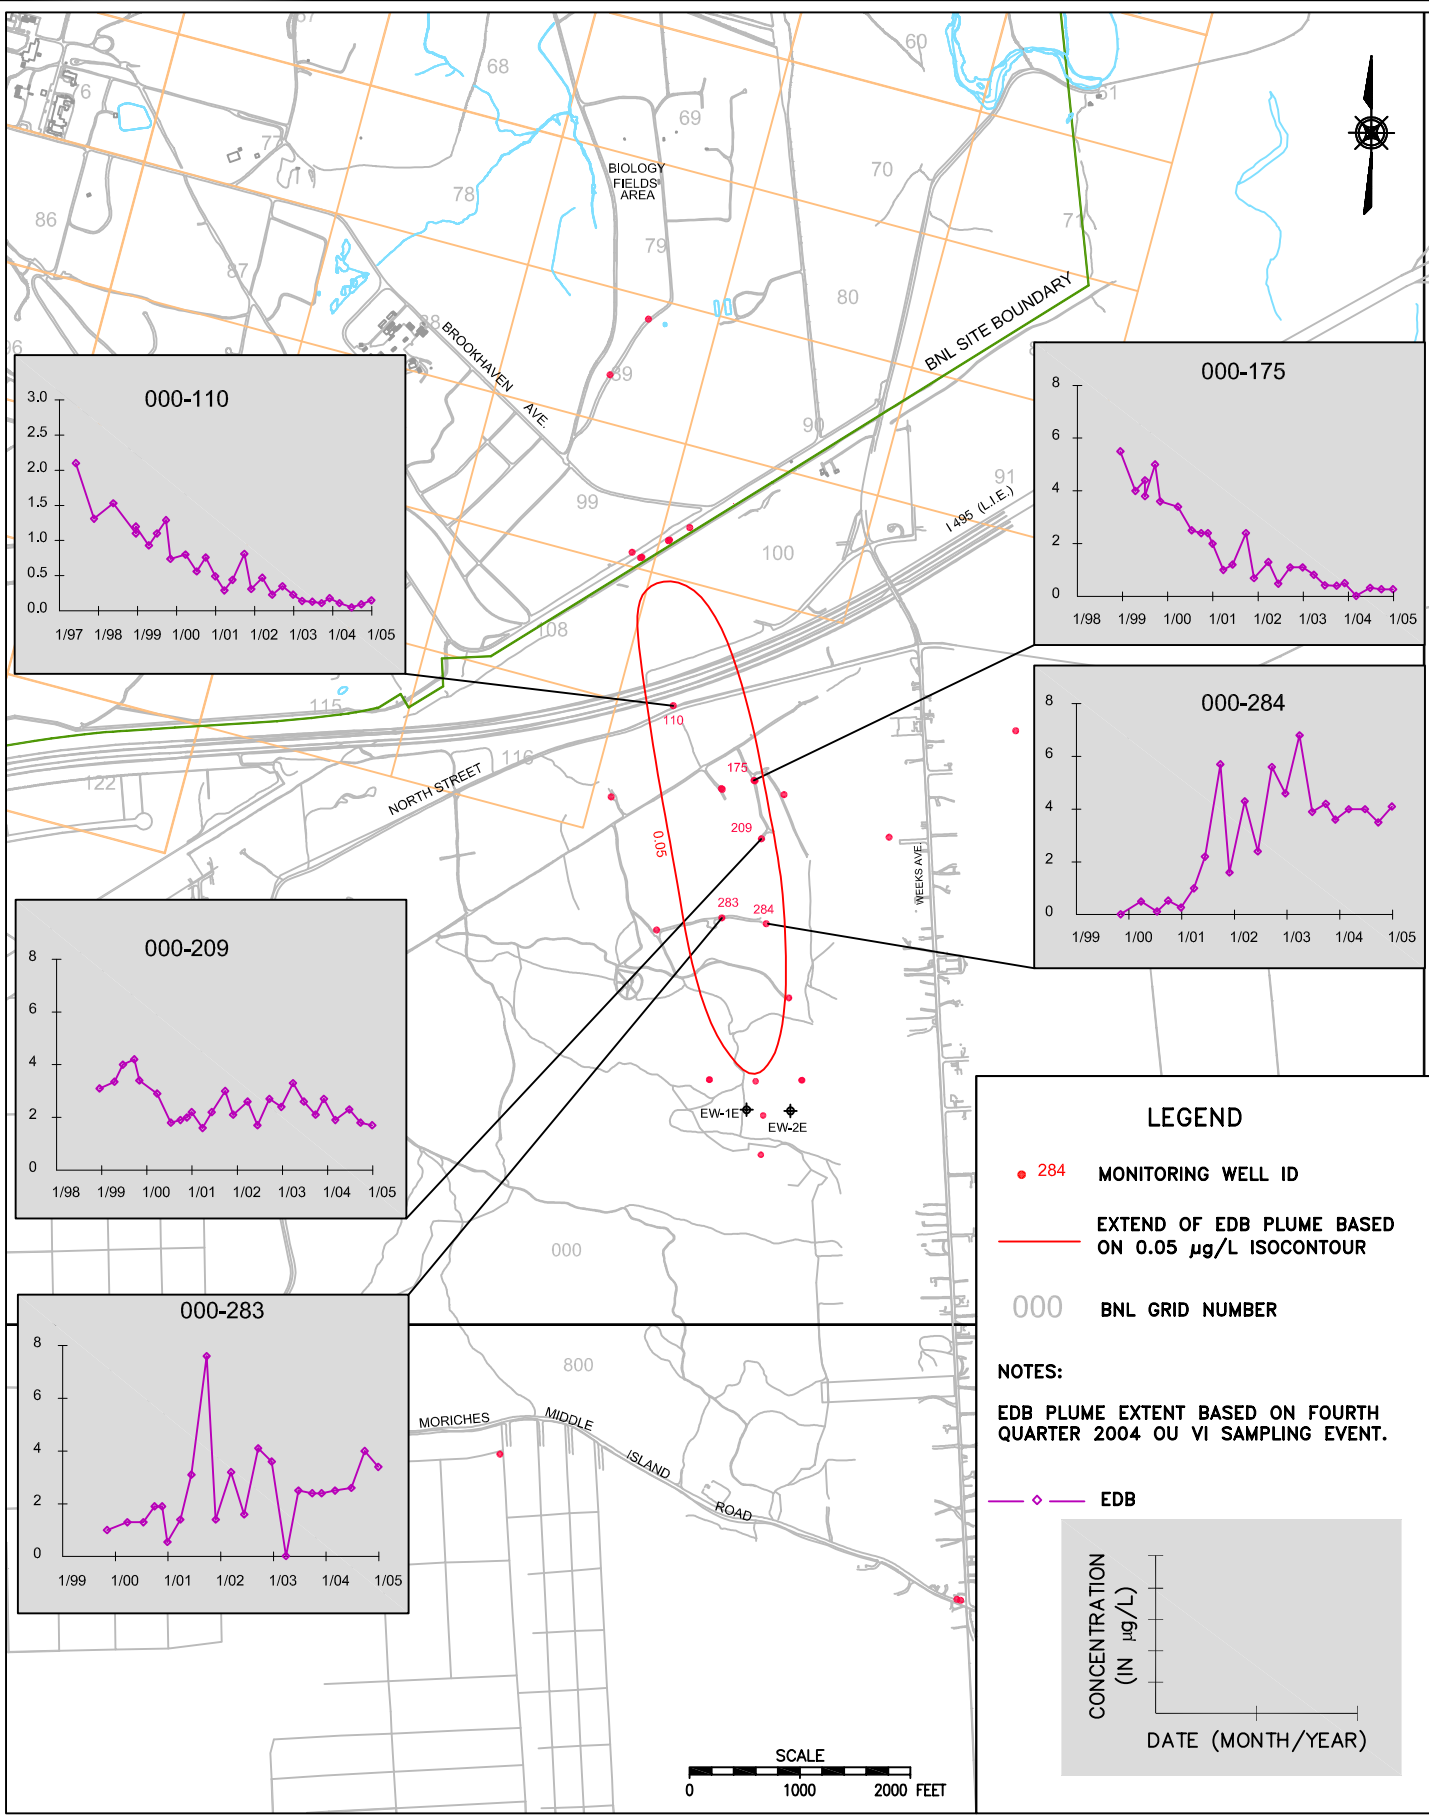 60
68
6
61
69
77
70
BIOLOGY
FIELDS
AREA
78
71
86
79
87
80
BNL SITE BOUNDARY
88
BROOKHAVEN
AVE.
96
89
90
91
99
I 495 (L.I.E.)
100
108
115
116
122
NORTH STREET
WEEKS AVE.
000-110
3.0
2.5
2.0
1.5
1.0
0.5
0.0
1/97 1/98 1/99 1/00 1/01 1/02 1/03 1/04 1/05
000-175
8
6
4
2
0
1/98 1/99 1/00 1/01 1/02 1/03 1/04 1/05
000-284
8
6
4
2
0
1/99 1/00 1/01 1/02 1/03 1/04 1/05
110
175
209
0.05
283
284
000-209
8
6
4
2
0
1/98 1/99 1/00 1/01 1/02 1/03 1/04 1/05
EW-1E
EW-2E
000
000-283
8
6
4
2
0
1/99 1/00 1/01 1/02 1/03 1/04 1/05
800
MORICHES MIDDLE ISLAND ROAD
LEGEND
284 MONITORING WELL ID
EXTEND OF EDB PLUME BASED
ON 0.05 µg/L ISOCONTOUR
000 BNL GRID NUMBER
NOTES:
EDB PLUME EXTENT BASED ON FOURTH
QUARTER 2004 OU VI SAMPLING EVENT.
EDB
CONCENTRATION
(IN µg/L)
DATE (MONTH/YEAR)
SCALE
0 1000 2000 FEET